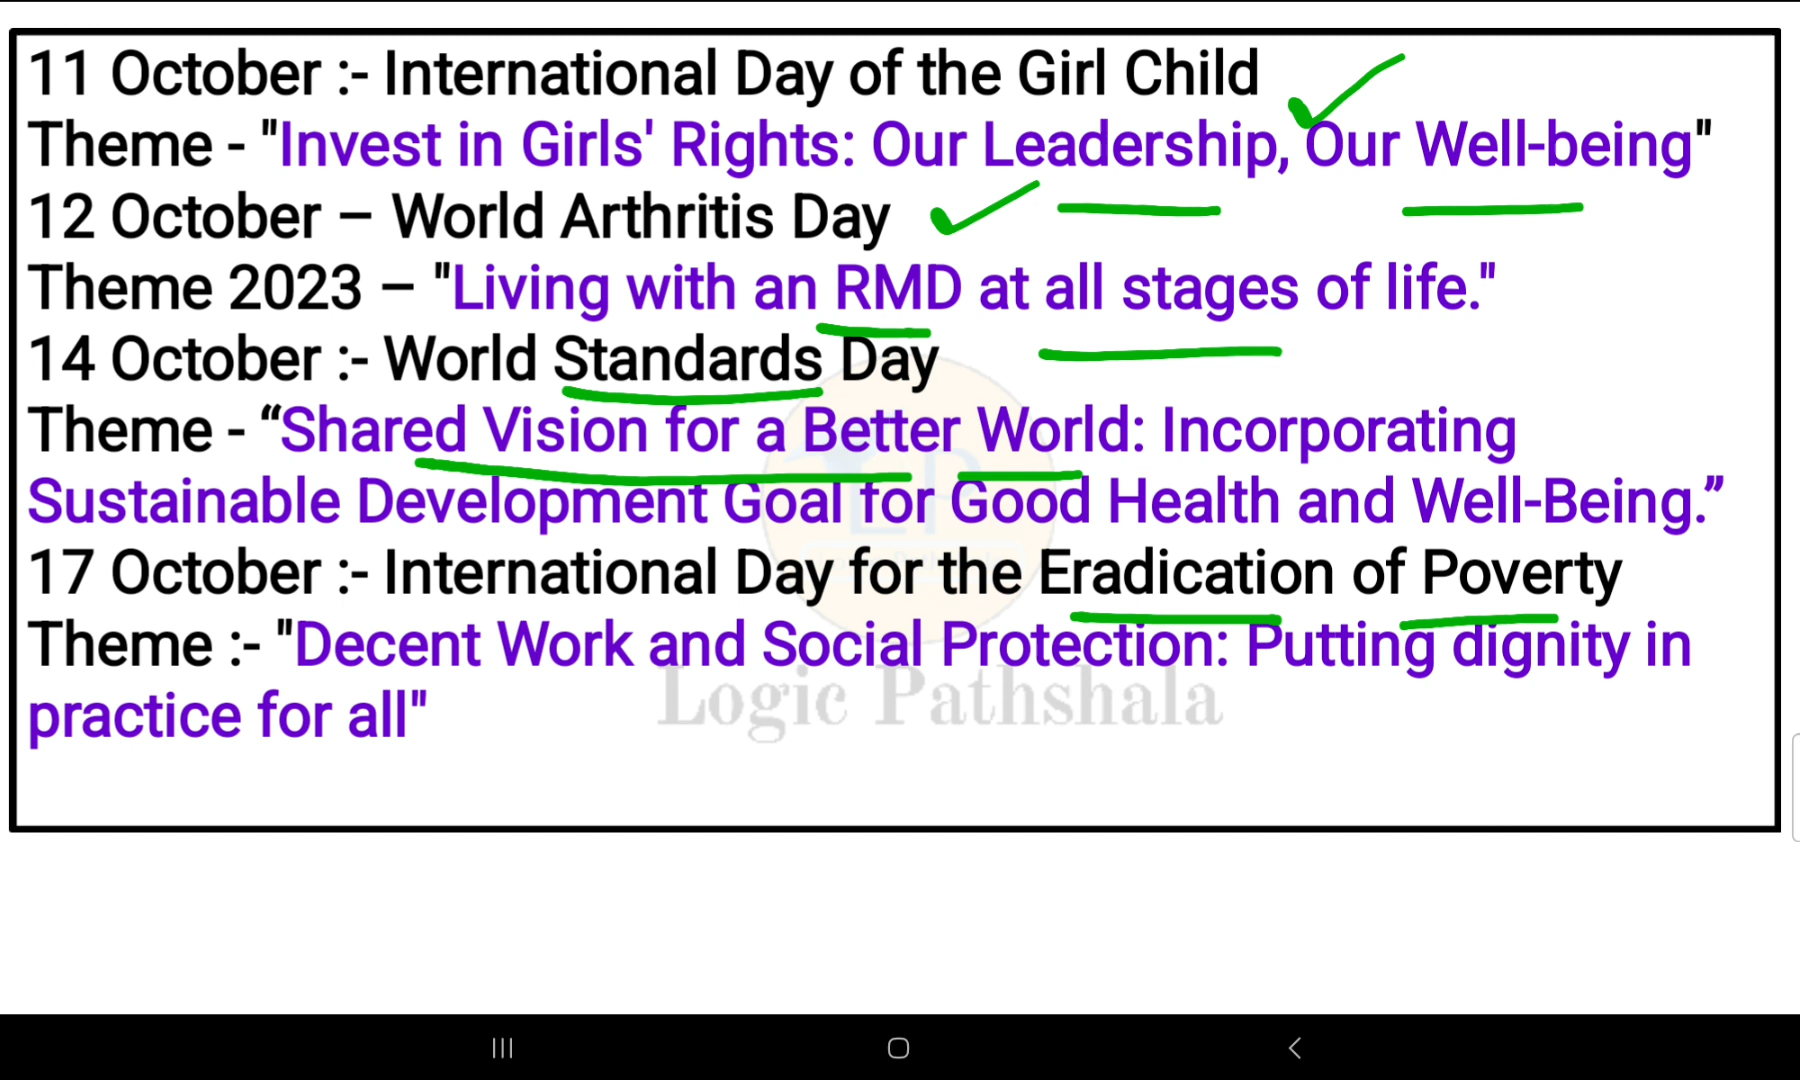 11 October :- International Day of the Girl Child
Theme - "Invest in Girls' Rights: Our Leadership, Our Well-being"
12 October – World Arthritis Day
Theme 2023 – "Living with an RMD at all stages of life."
14 October :- World Standards Day
Theme - “Shared Vision for a Better World: Incorporating
Sustainable Development Goal for Good Health and Well-Being.”
17 October :- International Day for the Eradication of Poverty
Theme :- "Decent Work and Social Protection: Putting dignity in
practice for all"
Logic Pathshala